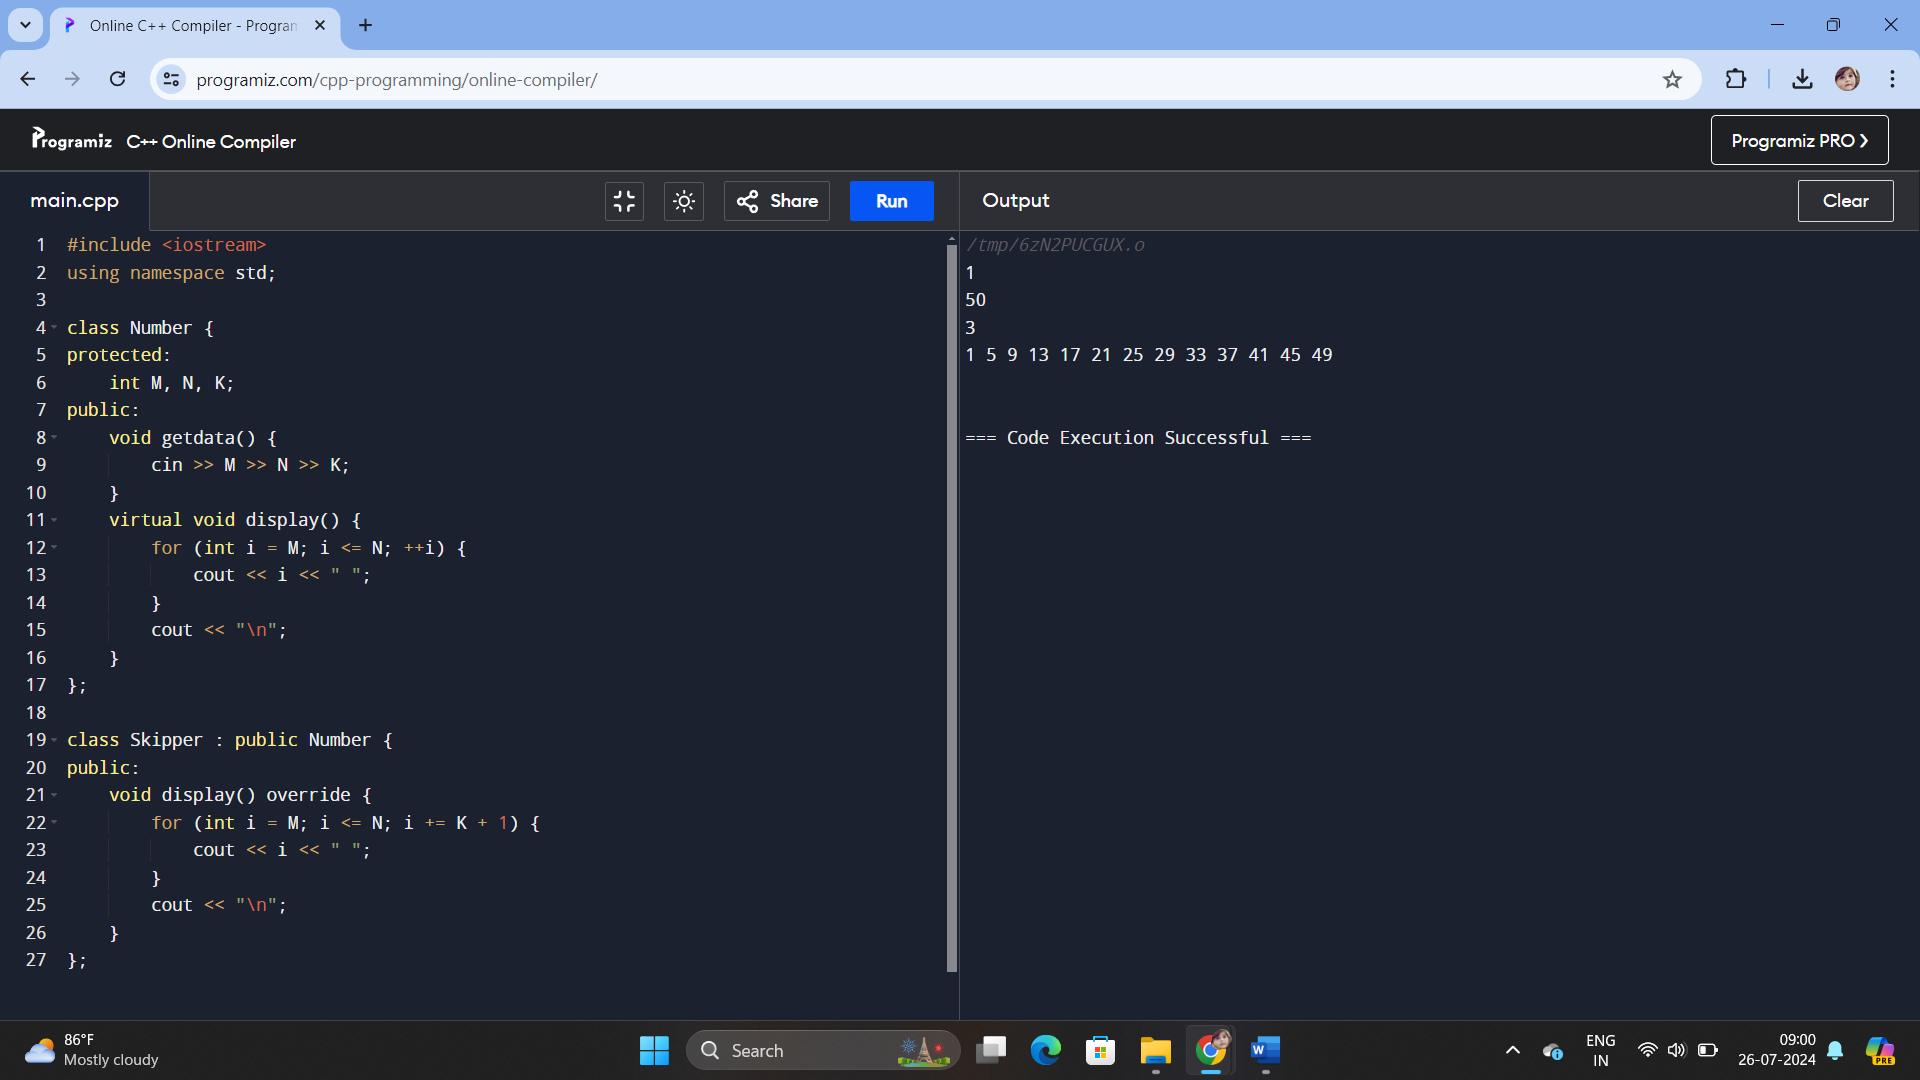 Online C++ Compiler - Program
programiz.com/cpp-programming/online-compiler/
Programiz C++ Online Compiler
Programiz PRO
main.cpp
Share
Run
Output
Clear
1 #include <iostream>
2 using namespace std;
3
4 class Number {
5 protected:
6     int M, N, K;
7 public:
8     void getdata() {
9         cin >> M >> N >> K;
10     }
11     virtual void display() {
12         for (int i = M; i <= N; ++i) {
13             cout << i << " ";
14         }
15         cout << "\n";
16     }
17 };
18
19 class Skipper : public Number {
20 public:
21     void display() override {
22         for (int i = M; i <= N; i += K + 1) {
23             cout << i << " ";
24         }
25         cout << "\n";
26     }
27 };
/tmp/6zN2PUCGUX.o
1
50
3
1 5 9 13 17 21 25 29 33 37 41 45 49
=== Code Execution Successful ===
86°F
Mostly cloudy
Search
W
PRE
ENG
IN
09:00
26-07-2024